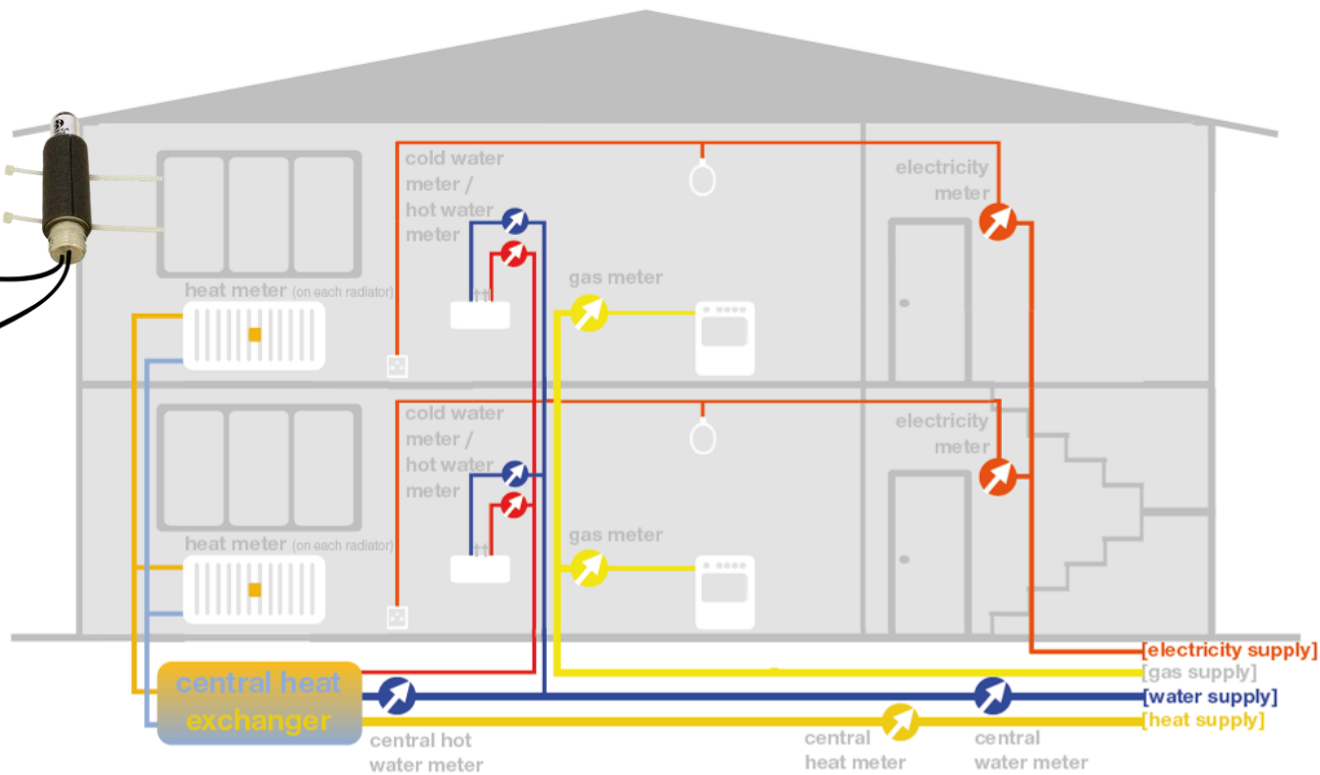 cold water
meter /
hot water
meter
electricity
meter
heat meter (on each radiator)
gas meter
cold water
meter /
hot water
meter
electricity
meter
heat meter (on each radiator)
gas meter
[electricity supply]
[gas supply]
[water supply]
[heat supply]
central heat
exchanger
central hot
water meter
central
heat meter
central
water meter